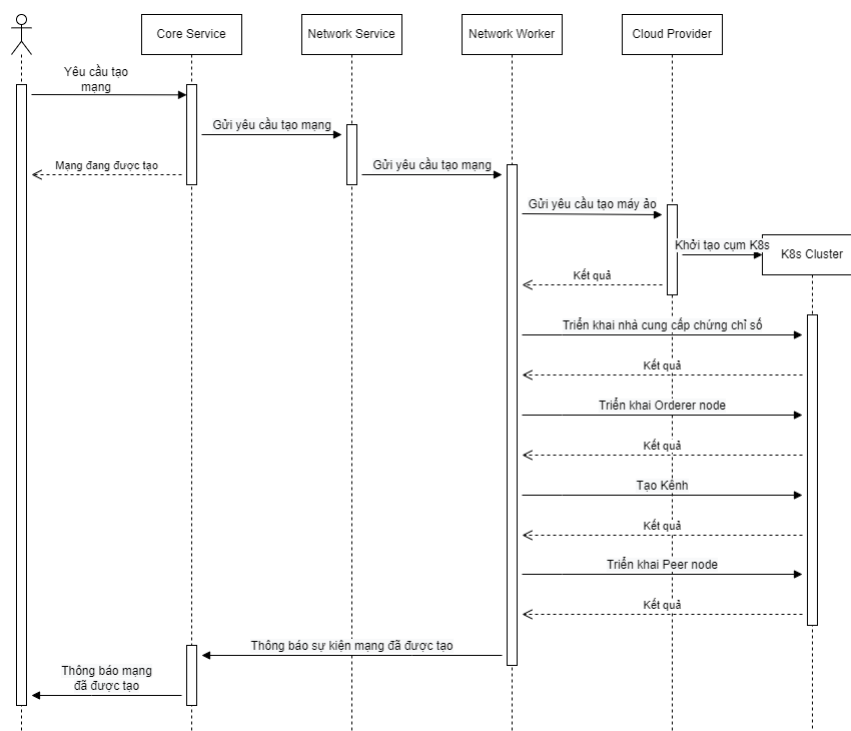 Core Service
Network Service
Network Worker
Cloud Provider
Yêu cầu tạo
mạng
Gửi yêu cầu tạo mạng
Mạng đang được tạo
Gửi yêu cầu tạo mạng
Gửi yêu cầu tạo máy ảo
Khởi tạo cụm K8s
K8s Cluster
Kết quả
Triển khai nhà cung cấp chứng chỉ số
Kết quả
Triển khai Orderer node
Kết quả
Tạo Kênh
Kết quả
Triển khai Peer node
Kết quả
Thông báo sự kiện mạng đã được tạo
Thông báo mạng
đã được tạo